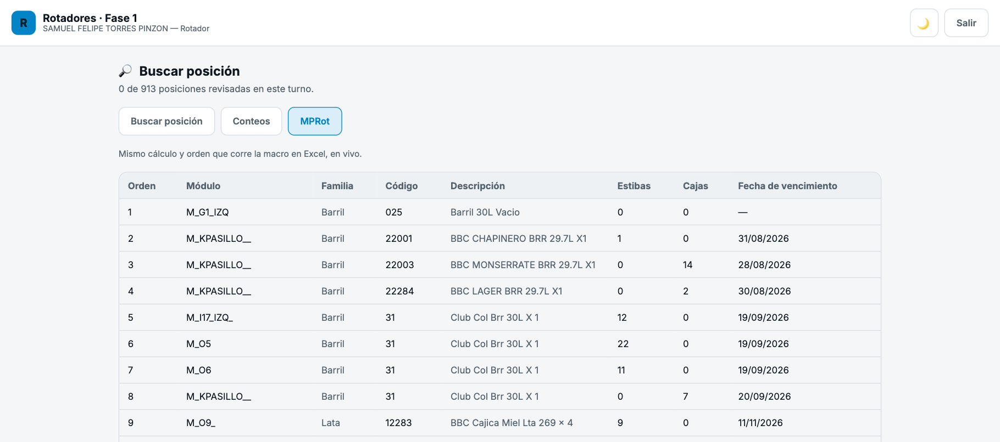 R
Rotadores · Fase 1
SAMUEL FELIPE TORRES PINZON — Rotador
Salir
Buscar posición
0 de 913 posiciones revisadas en este turno.
Buscar posición Conteos MPRot
Mismo cálculo y orden que corre la macro en Excel, en vivo.
Orden Módulo Familia Código Descripción Estibas Cajas Fecha de vencimiento
1 M_G1_IZQ Barril 025 Barril 30L Vacio 0 0 —
2 M_KPASILLO__ Barril 22001 BBC CHAPINERO BRR 29.7L X1 1 0 31/08/2026
3 M_KPASILLO__ Barril 22003 BBC MONSERRATE BRR 29.7L X1 0 14 28/08/2026
4 M_KPASILLO__ Barril 22284 BBC LAGER BRR 29.7L X1 0 2 30/08/2026
5 M_I17_IZQ_ Barril 31 Club Col Brr 30L X 1 12 0 19/09/2026
6 M_O5 Barril 31 Club Col Brr 30L X 1 22 0 19/09/2026
7 M_O6 Barril 31 Club Col Brr 30L X 1 11 0 19/09/2026
8 M_KPASILLO__ Barril 31 Club Col Brr 30L X 1 0 7 20/09/2026
9 M_O9_ Lata 12283 BBC Cajica Miel Lta 269 × 4 9 0 11/11/2026